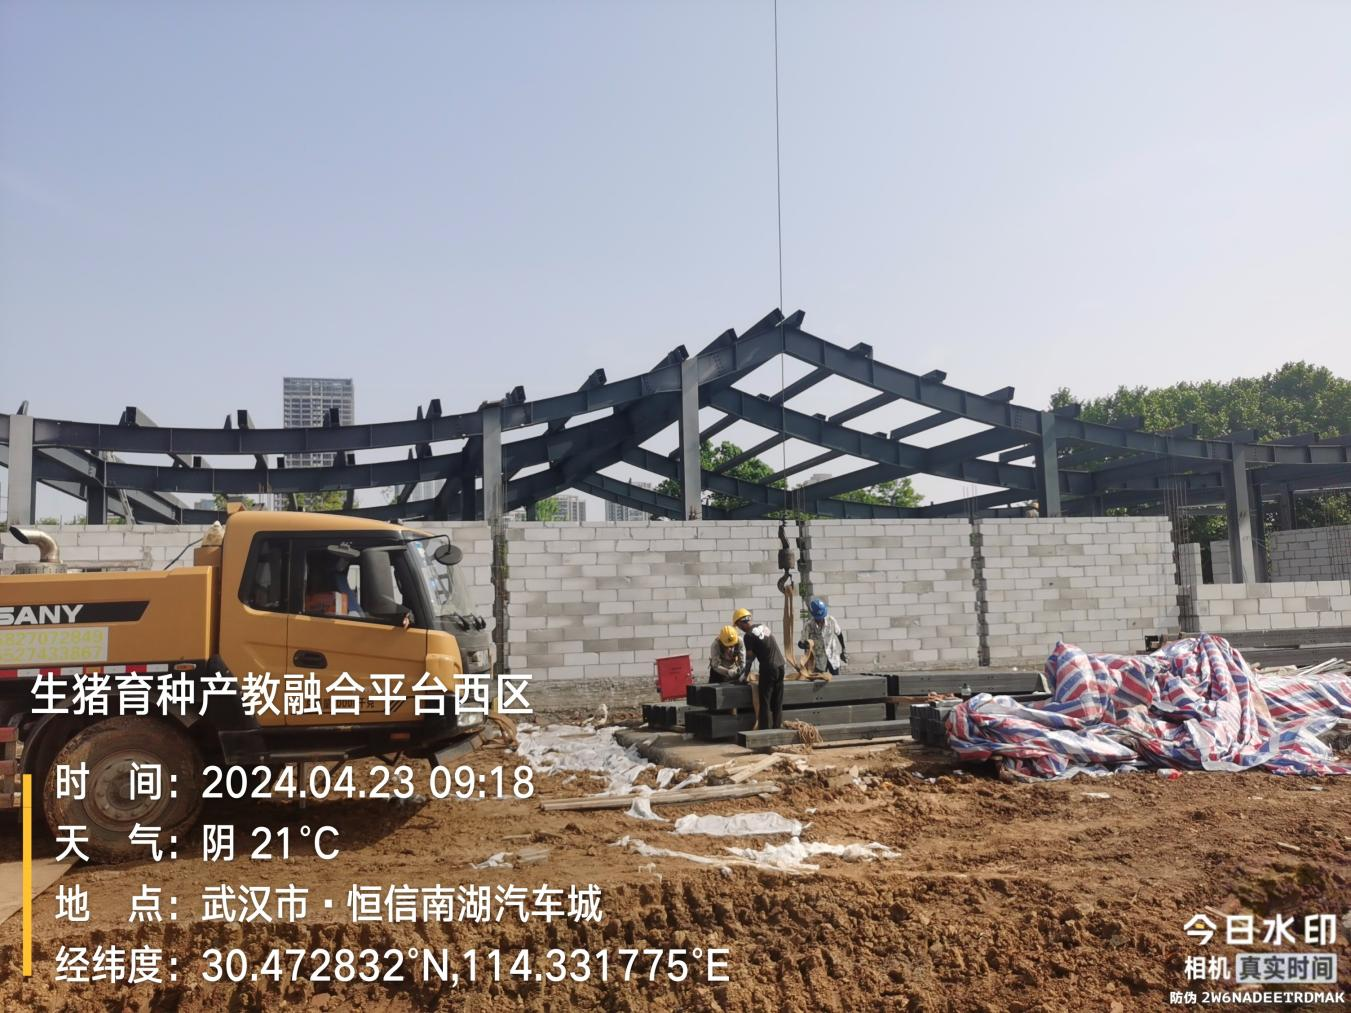 SANY
生猪育种产教融合平台西区
时 间：2024.04.23 09:18
天 气：阴 21°C
地 点：武汉市·恒信南湖汽车城
经纬度：30.472832°N,114.331775°E
今日水印
相机 真实时间
防伪 2W6NADEETRDMAK